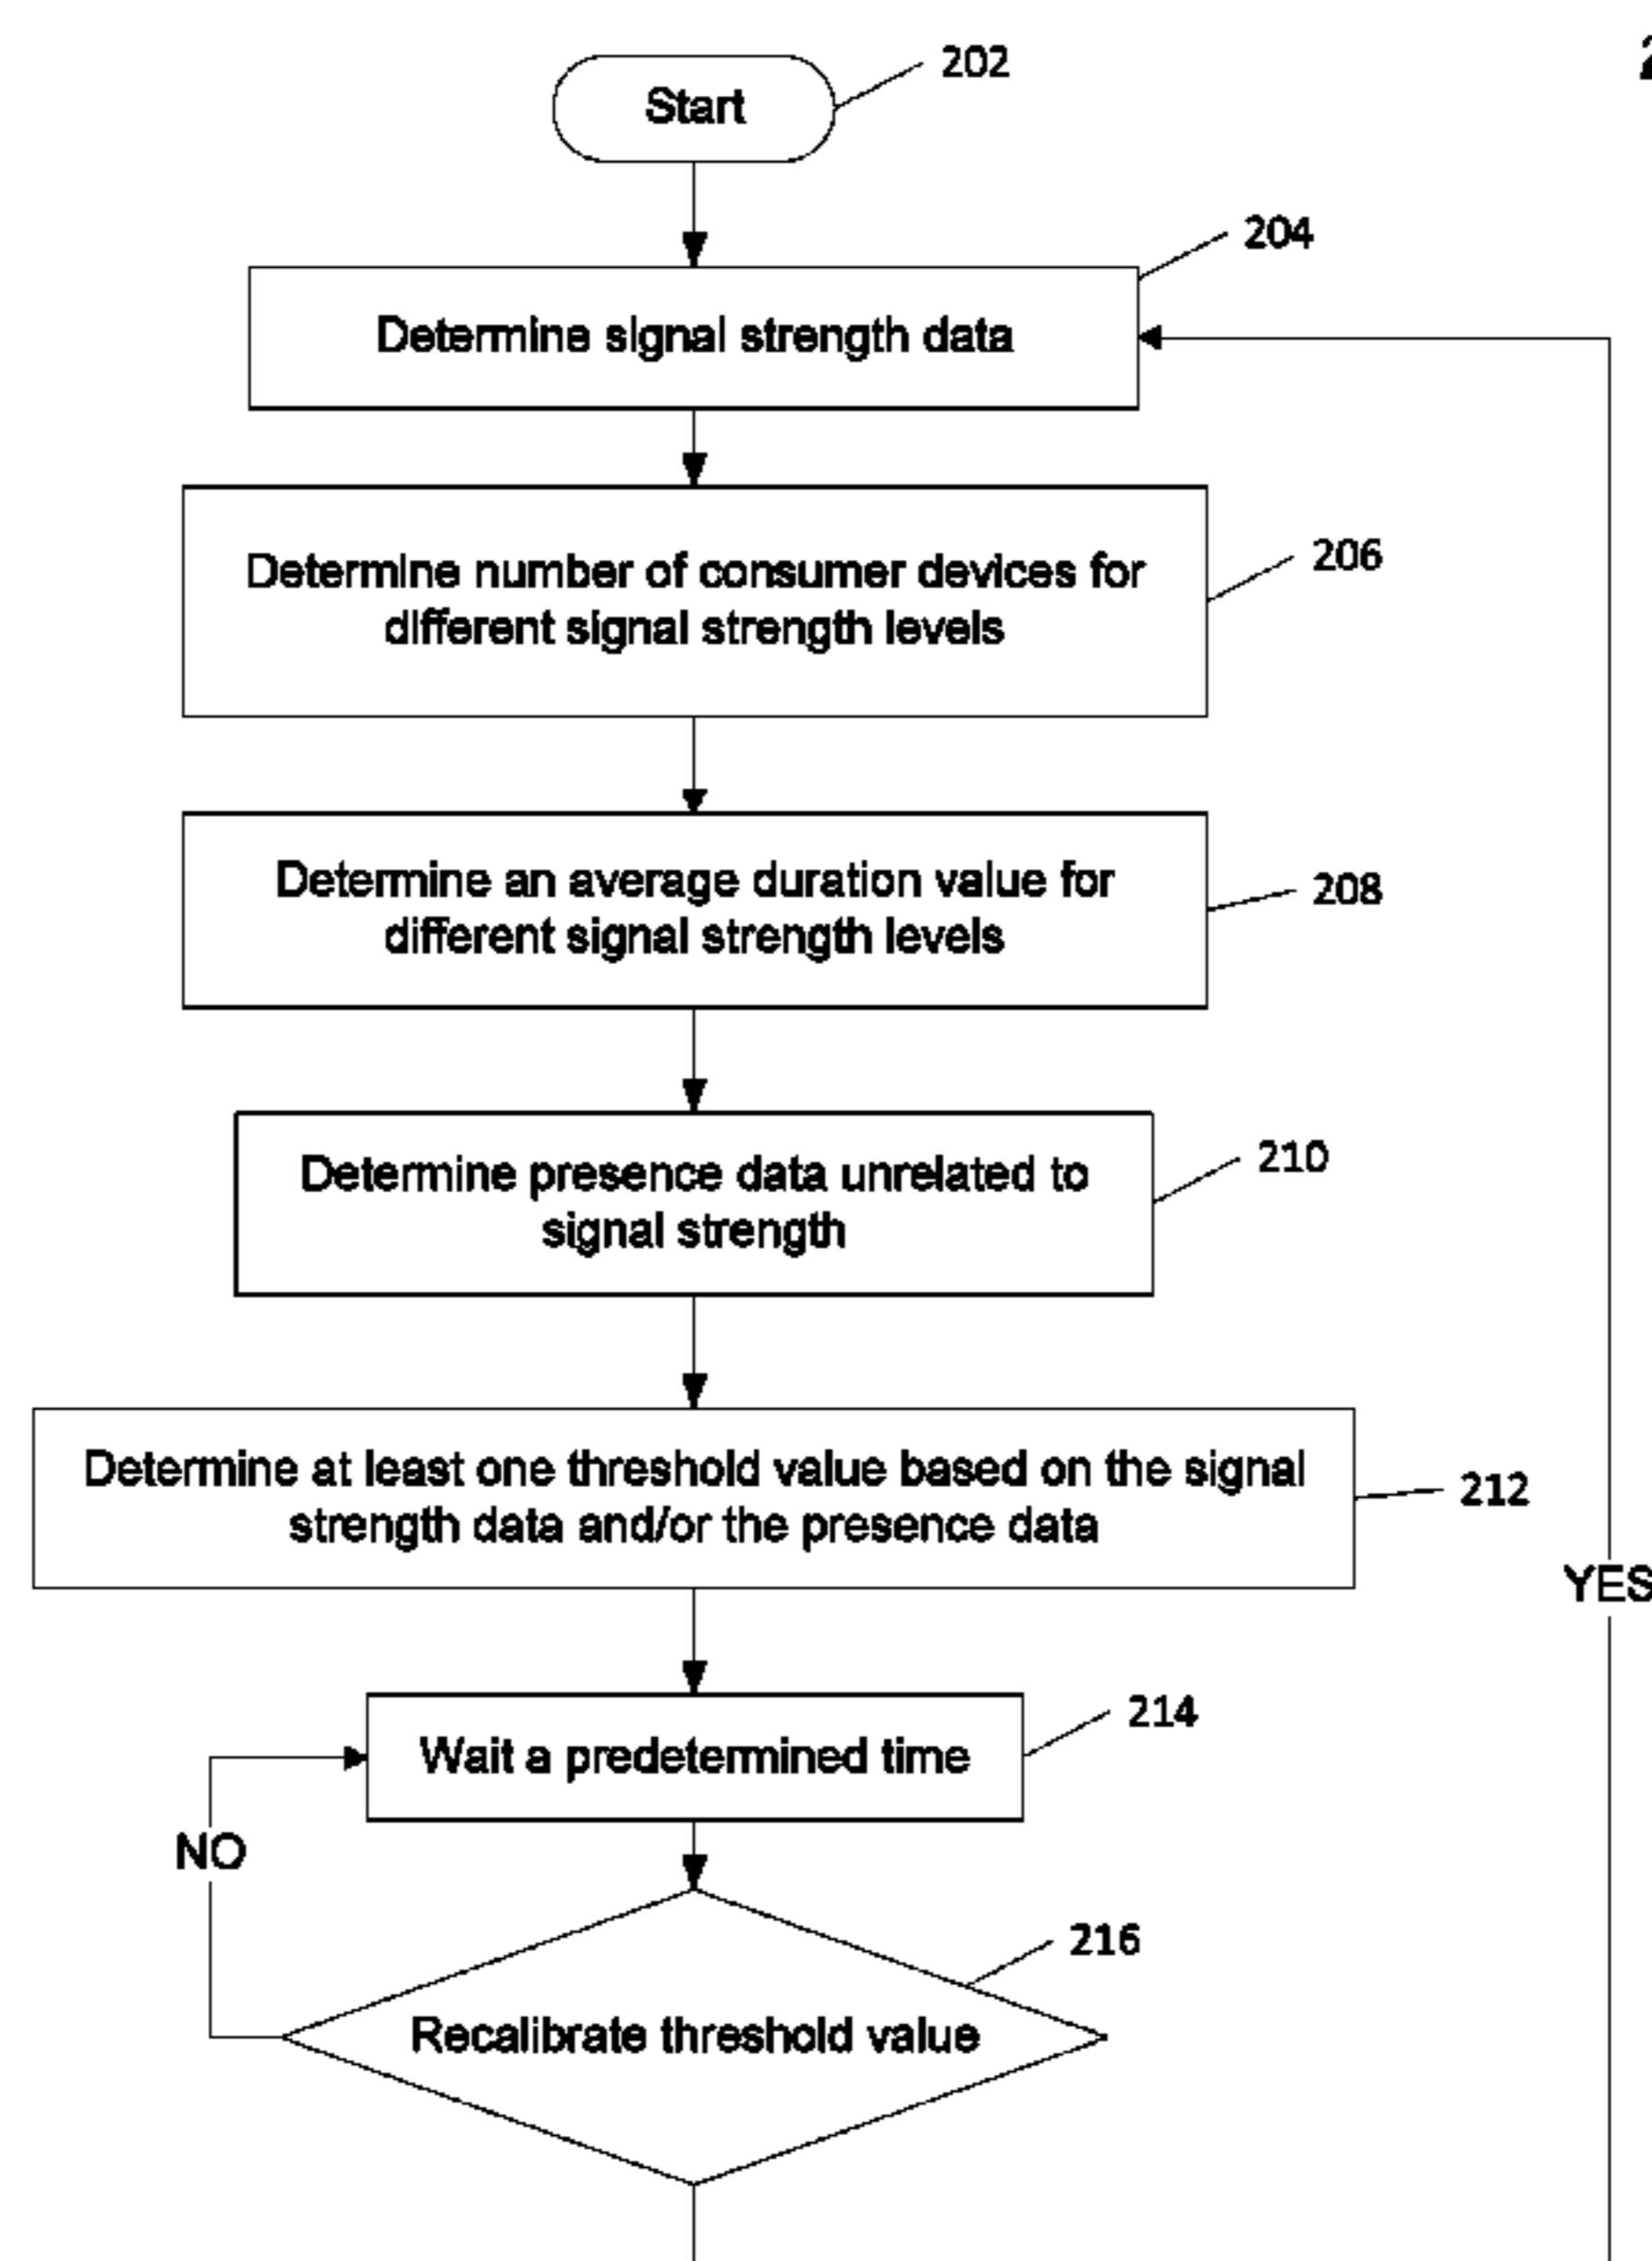 202
Start
204
Determine signal strength data
Determine number of consumer devices for
different signal strength levels
206
Determine an average duration value for
different signal strength levels
208
Determine presence data unrelated to
signal strength
210
Determine at least one threshold value based on the signal
strength data and/or the presence data
212
YES
Wait a predetermined time
214
NO
Recalibrate threshold value
216